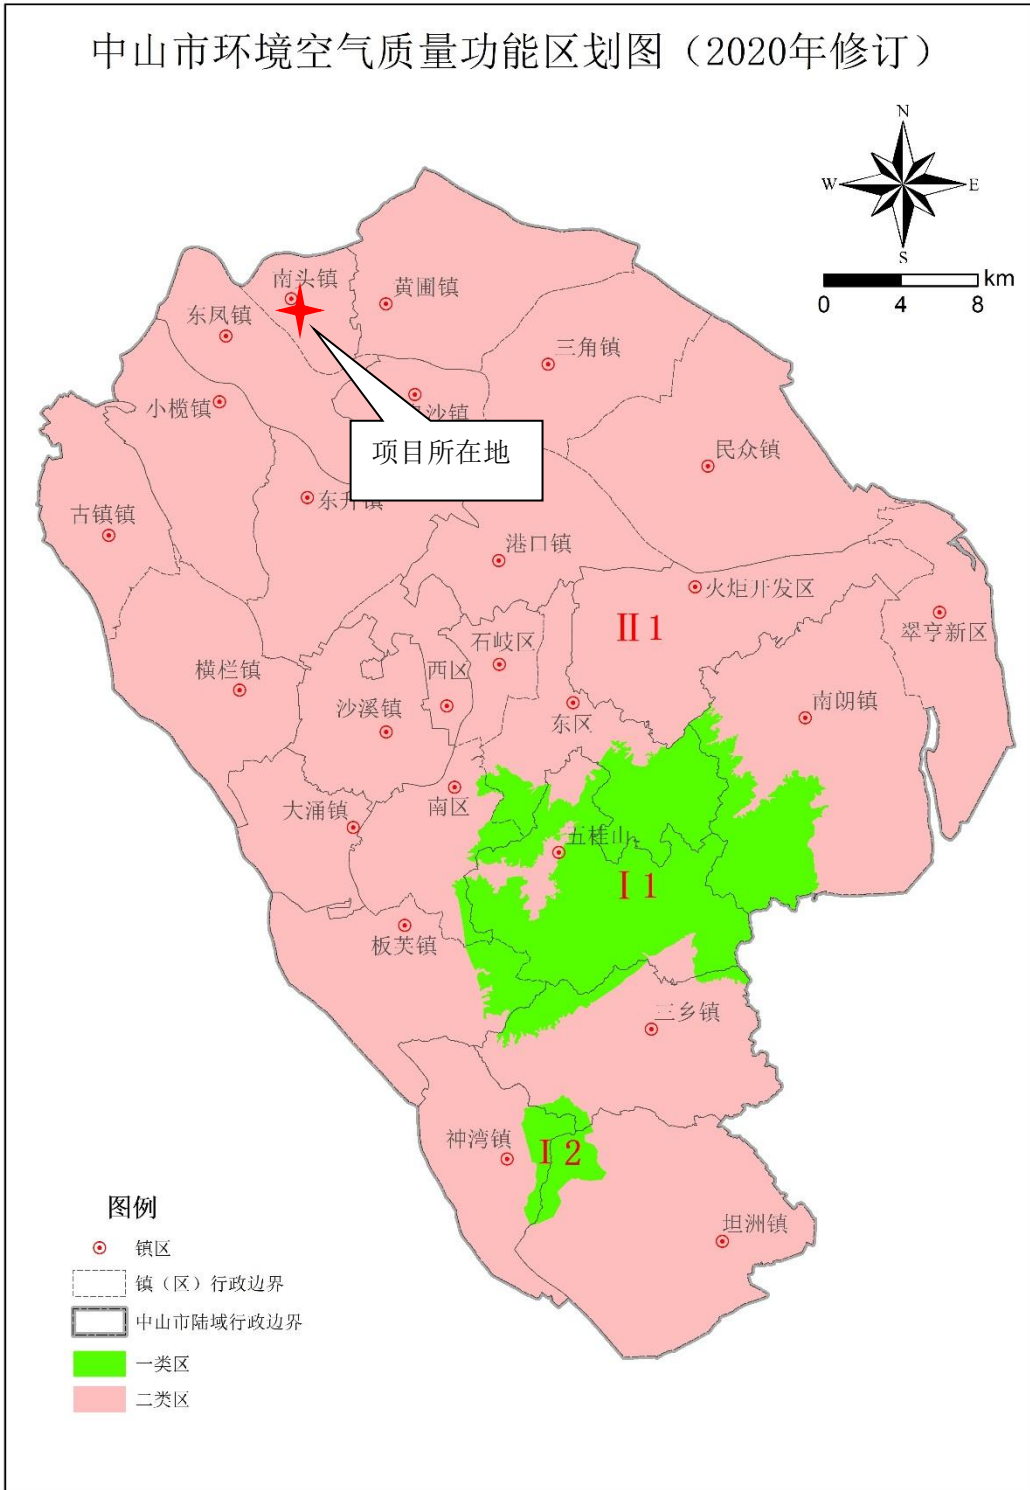 中山市环境空气质量功能区划图（2020年修订）
N
W
E
S
km
0 4 8
南头镇
黄圃镇
东凤镇
三角镇
小榄镇
沙镇
项目所在地
民众镇
东升镇
古镇镇
港口镇
火炬开发区
Ⅱ1
翠亨新区
石岐区
西区
横栏镇
沙溪镇
东区
南朗镇
南区
大涌镇
五桂山
Ⅰ1
板芙镇
三乡镇
神湾镇
Ⅰ2
坦洲镇
图例
镇区
镇（区）行政边界
中山市陆域行政边界
一类区
二类区